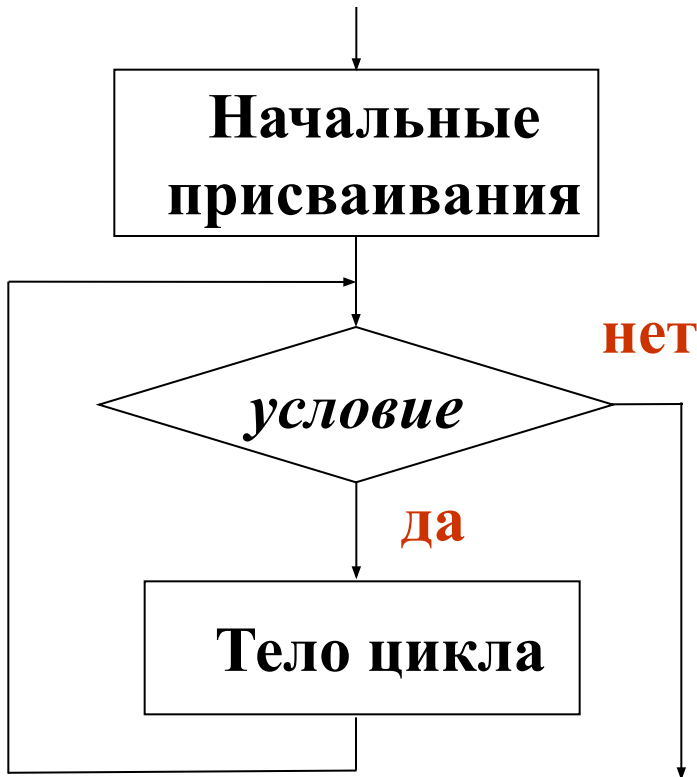 Начальные
присваивания
нет
условие
да
Тело цикла